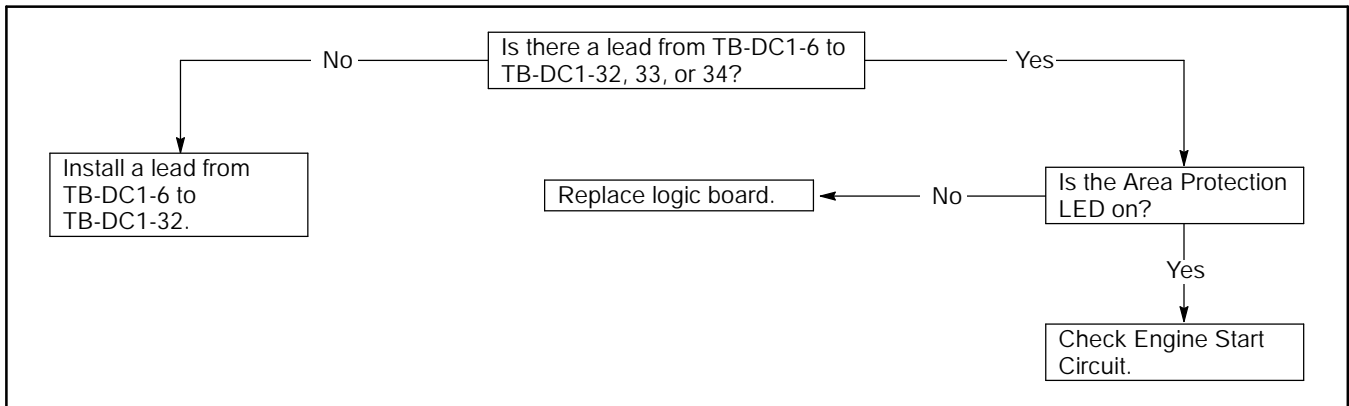 Is there a lead from TB-DC1-6 to
TB-DC1-32, 33, or 34?
No
Yes
Install a lead from
TB-DC1-6 to
TB-DC1-32.
Replace logic board.
No
Is the Area Protection
LED on?
Yes
Check Engine Start
Circuit.